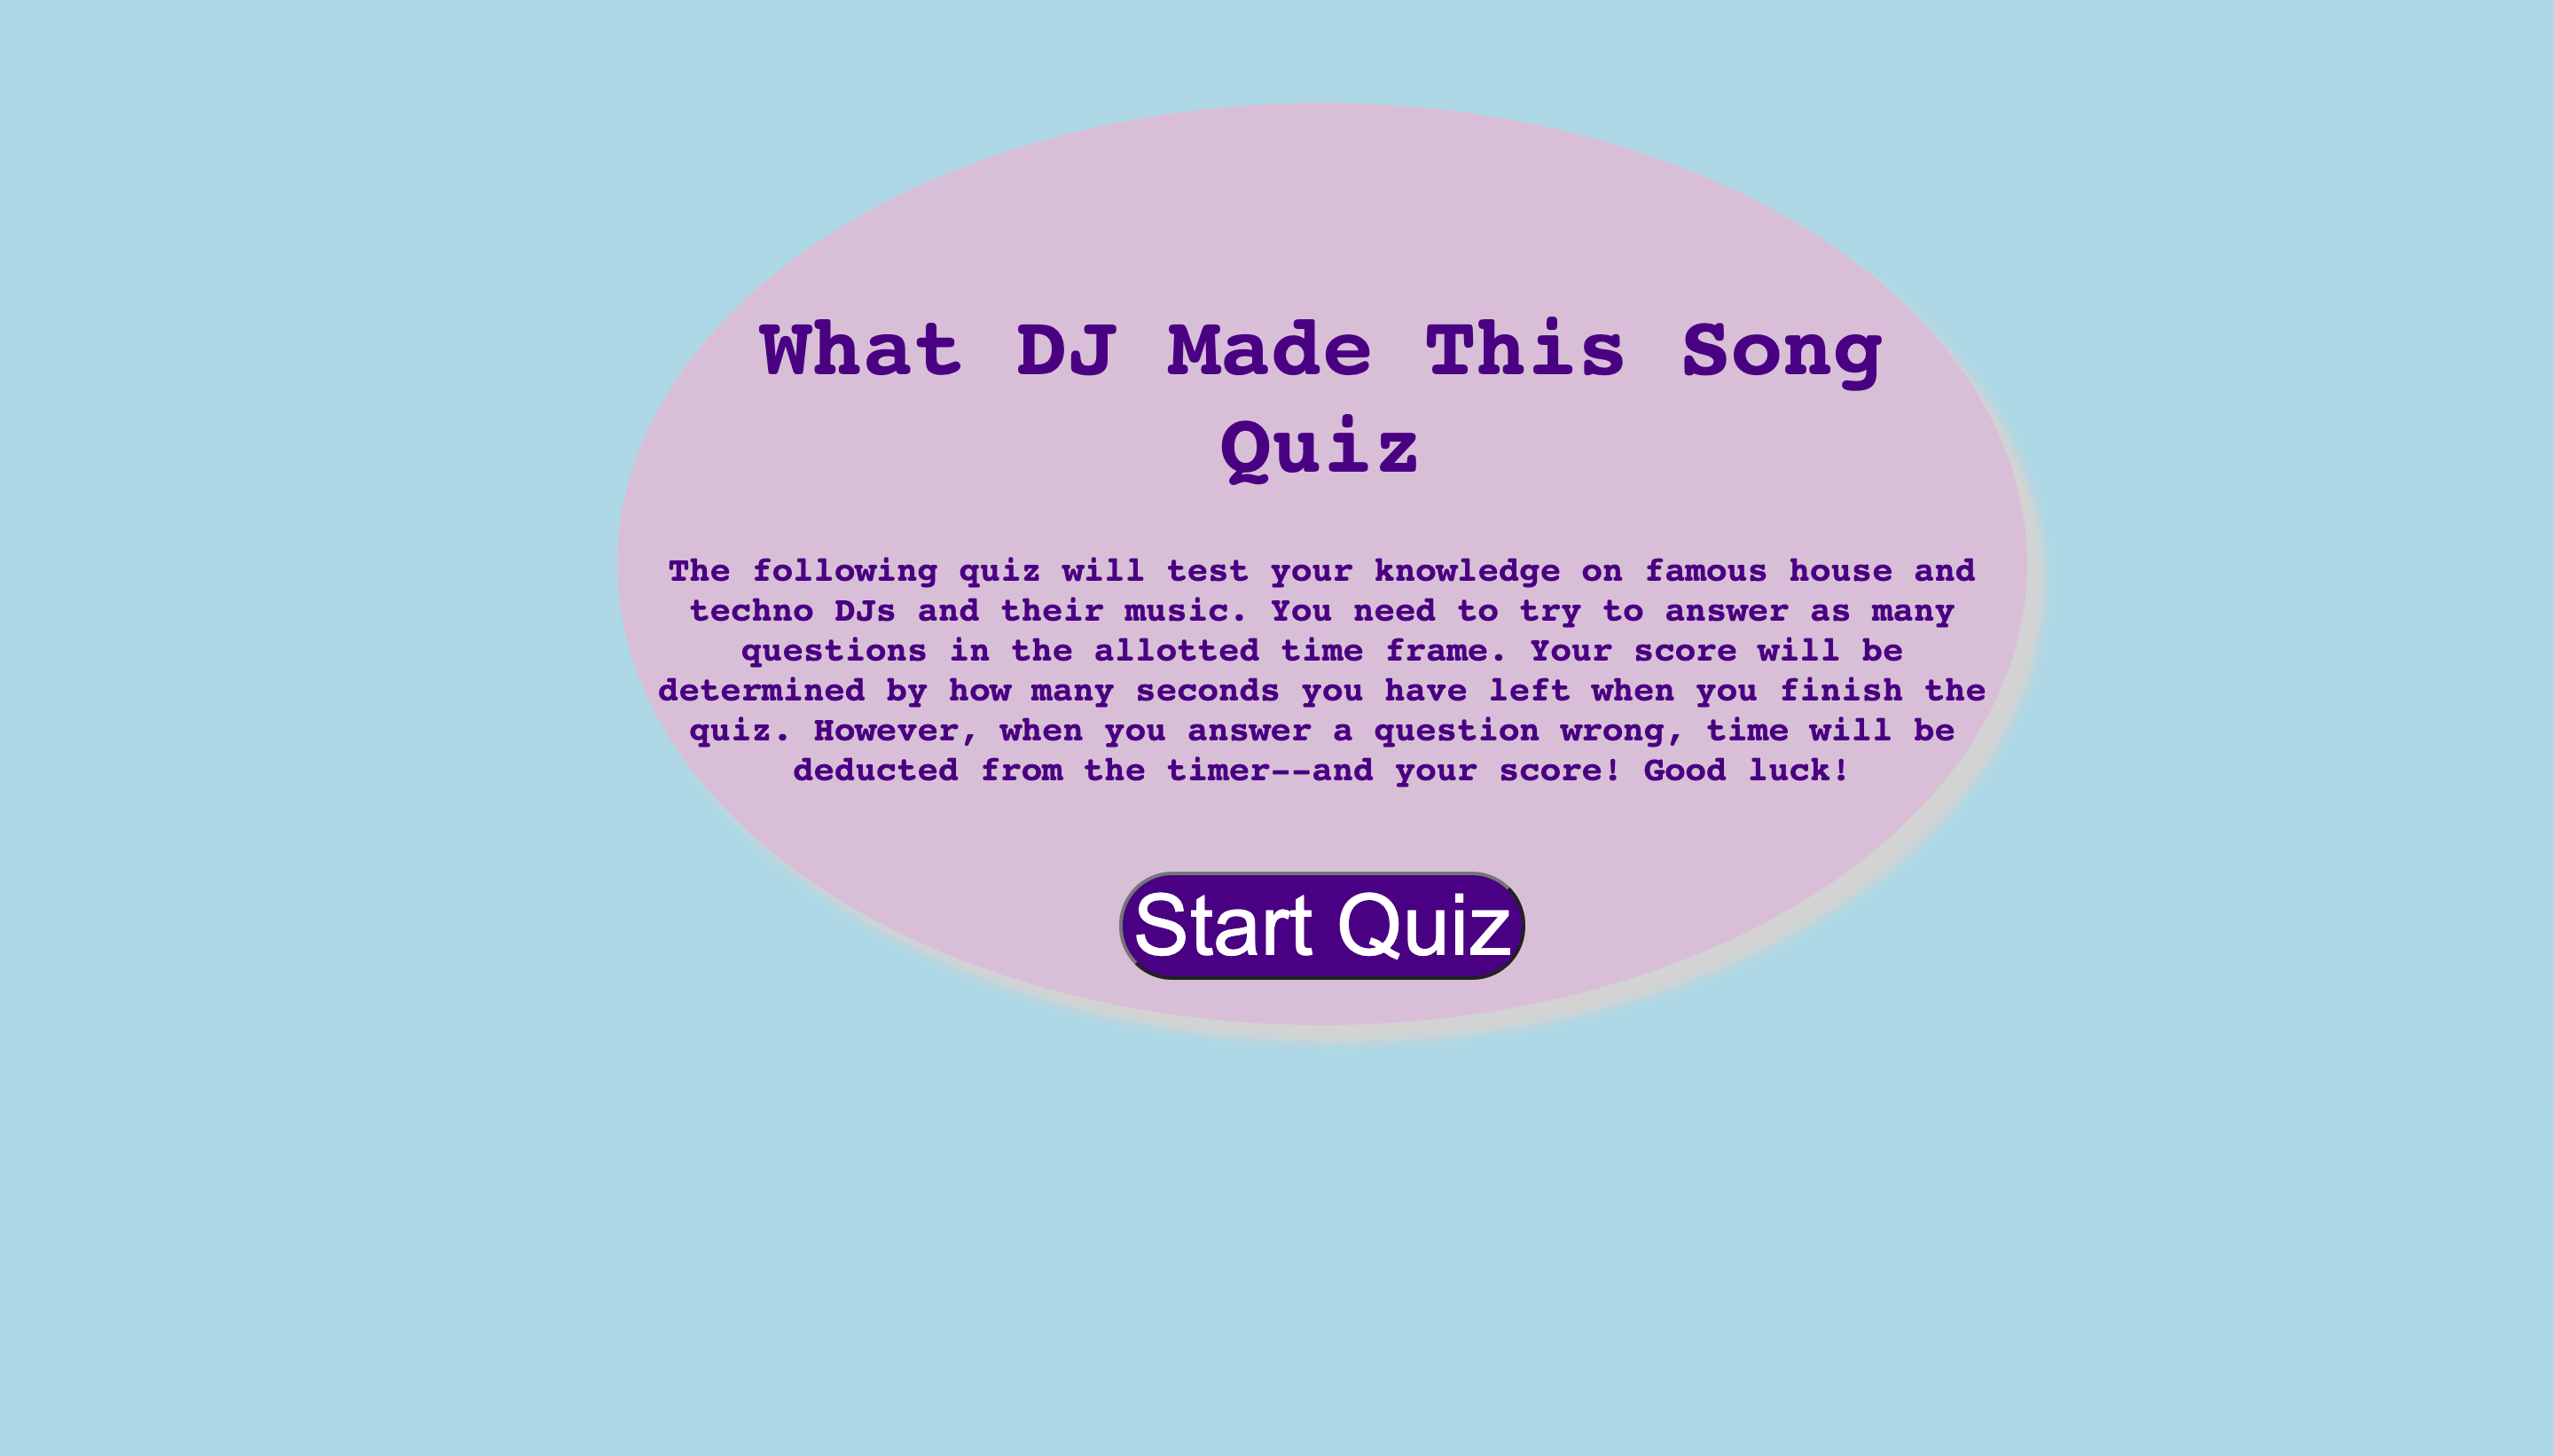 What DJ Made This Song
Quiz
The following quiz will test your knowledge on famous house and
techno DJs and their music. You need to try to answer as many
questions in the allotted time frame. Your score will be
determined by how many seconds you have left when you finish the
quiz. However, when you answer a question wrong, time will be
deducted from the timer--and your score! Good luck!
Start Quiz